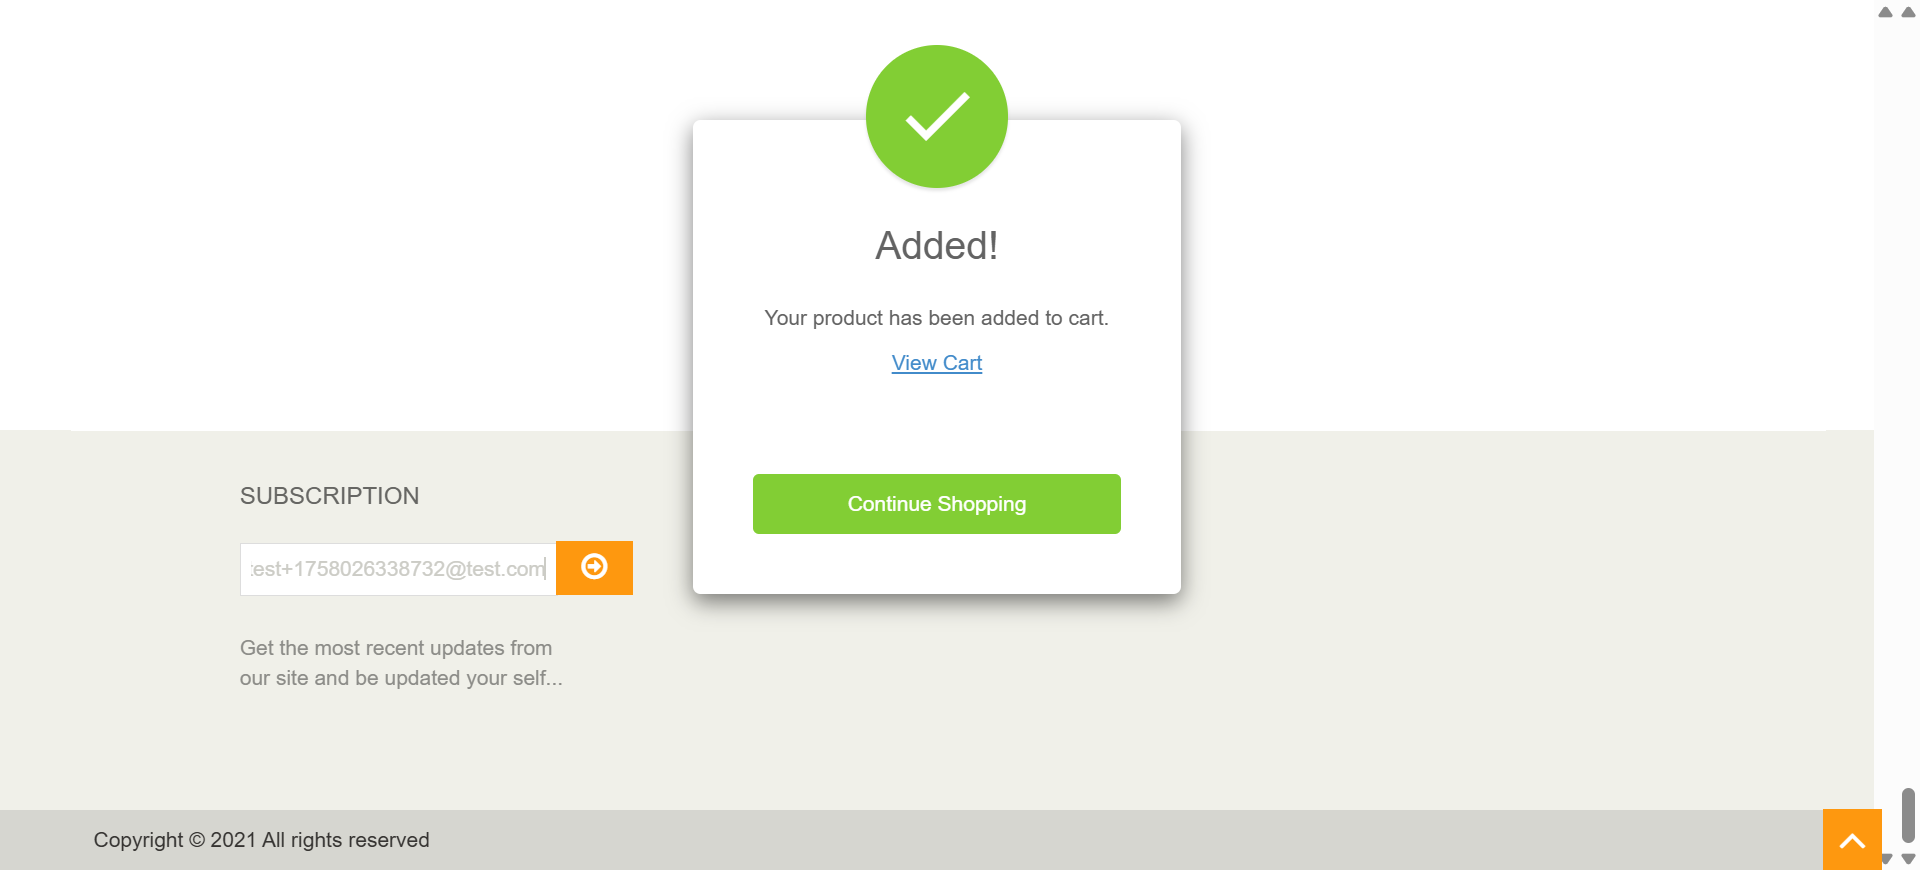 Added!
Your product has been added to cart.
View Cart
Continue Shopping
SUBSCRIPTION
test+1758026338732@test.com
Get the most recent updates from
our site and be updated your self...
Copyright © 2021 All rights reserved